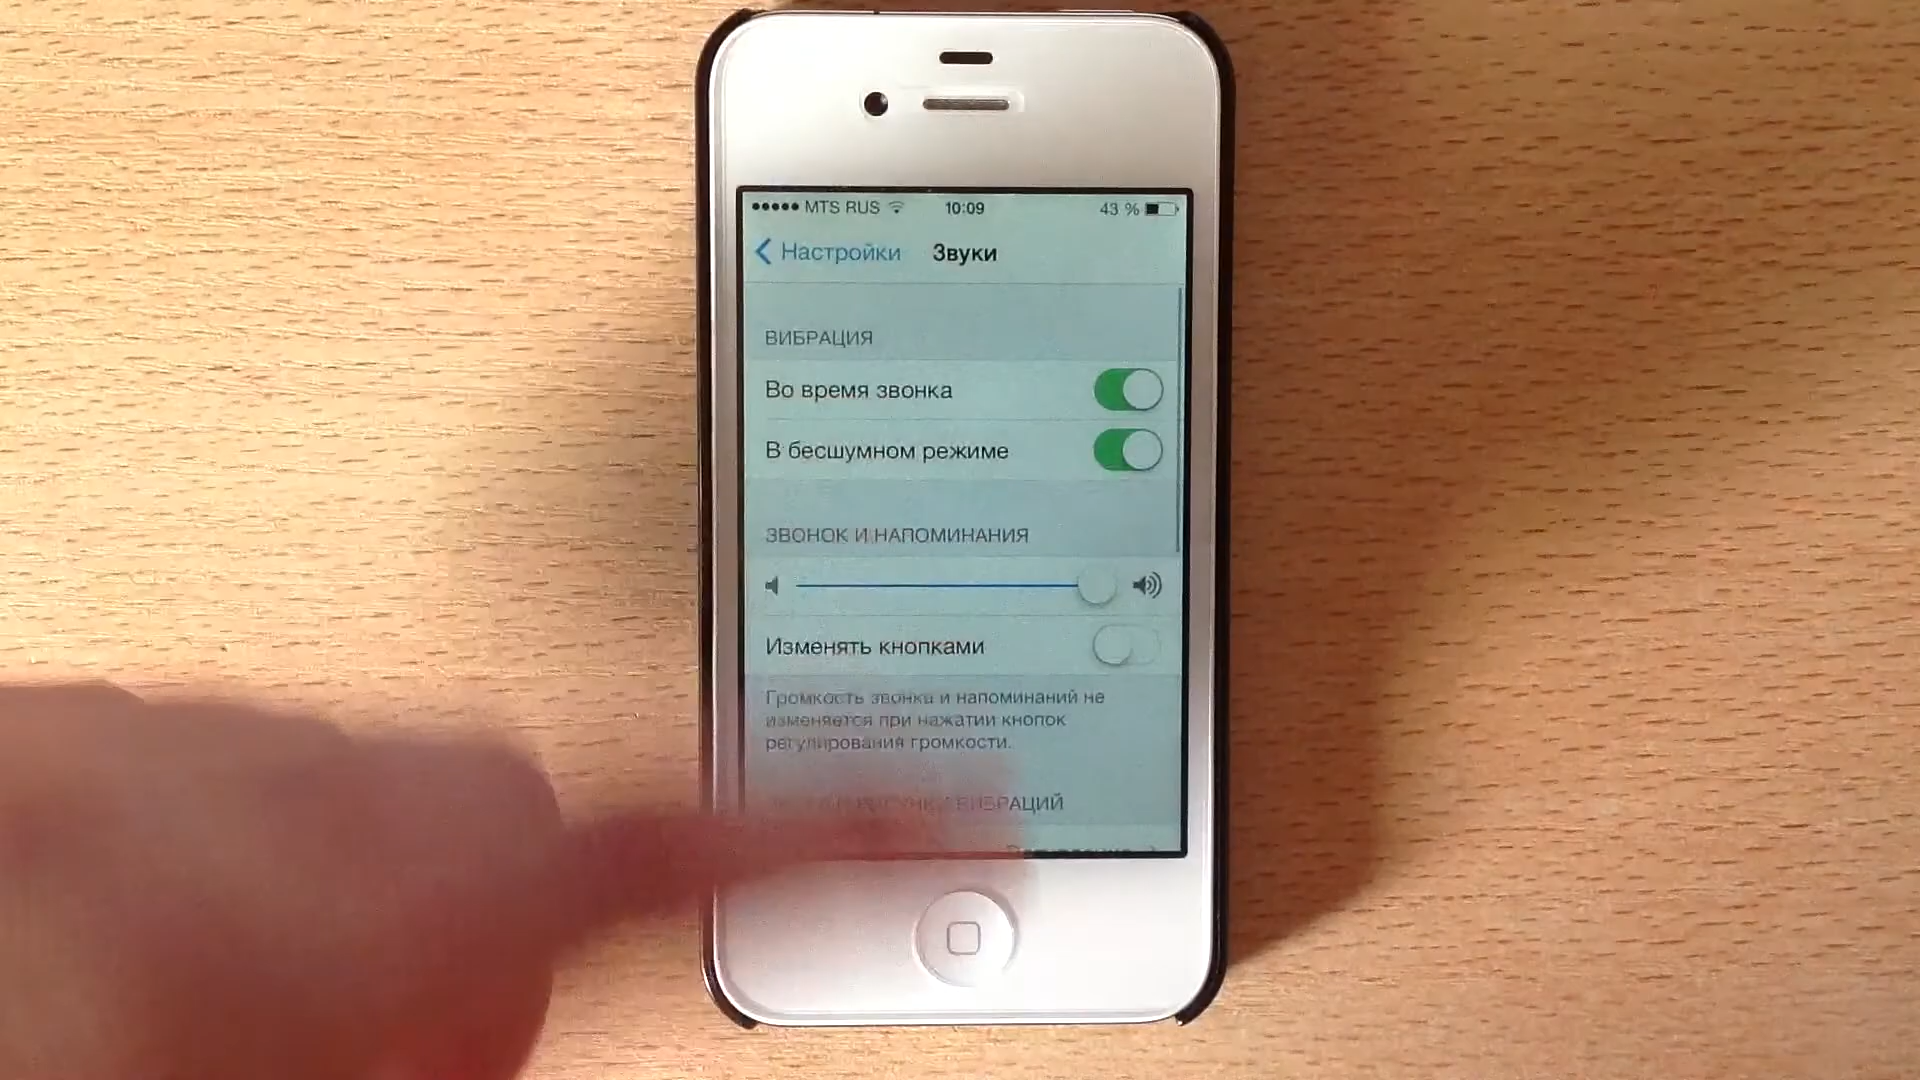 MTS RUS 10:09 43 %
Настройки Звуки
ВИБРАЦИЯ
Во время звонка
В бесшумном режиме
ЗВОНОК И НАПОМИНАНИЯ
Изменять кнопками
Громкость звонка и напоминаний не
изменяется при нажатии кнопок
регулирования громкости.
ВИБРАЦИЙ